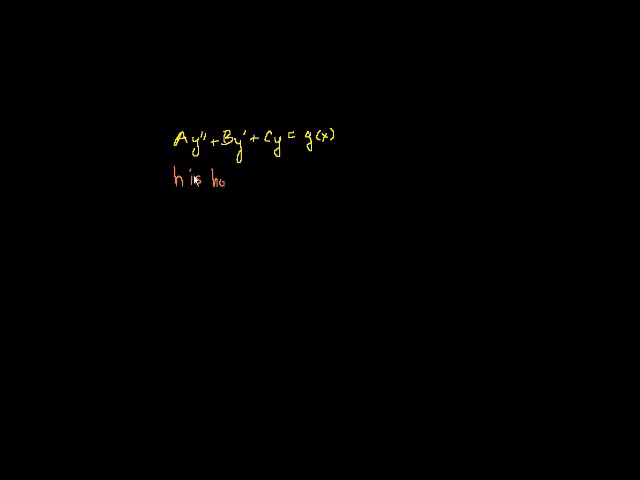 Ay'' + By' + Cy = g(x)
h is ho